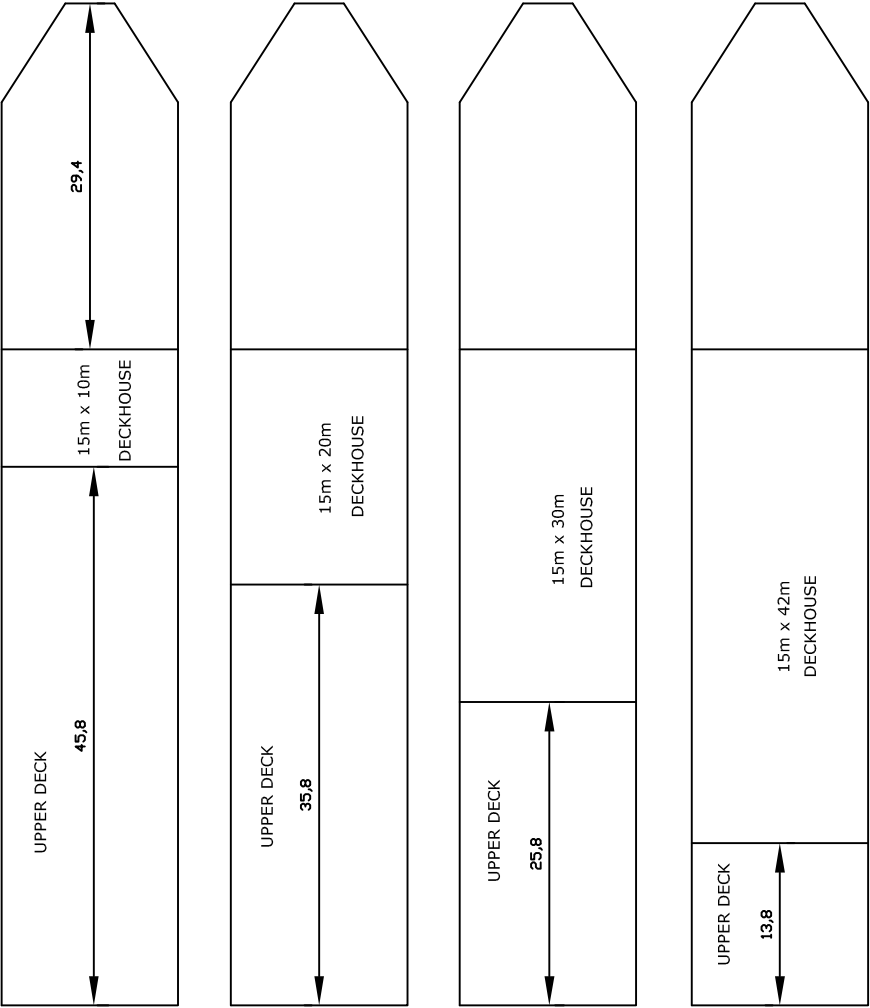 29,4
15m x 10m
DECKHOUSE
UPPER DECK
45,8
15m x 20m
DECKHOUSE
UPPER DECK
35,8
15m x 30m
DECKHOUSE
UPPER DECK
25,8
15m x 42m
DECKHOUSE
UPPER DECK
13,8